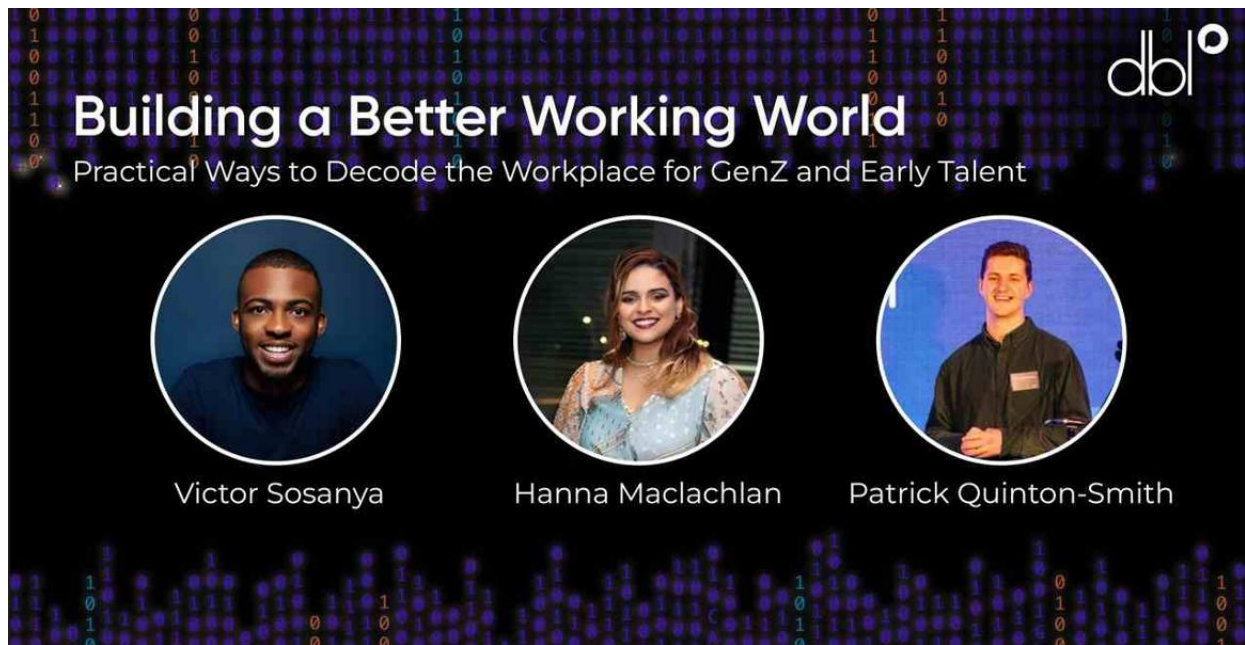 dbl
Building a Better Working World
Practical Ways to Decode the Workplace for GenZ and Early Talent
Victor Sosanya
Hanna Maclachlan
Patrick Quinton-Smith